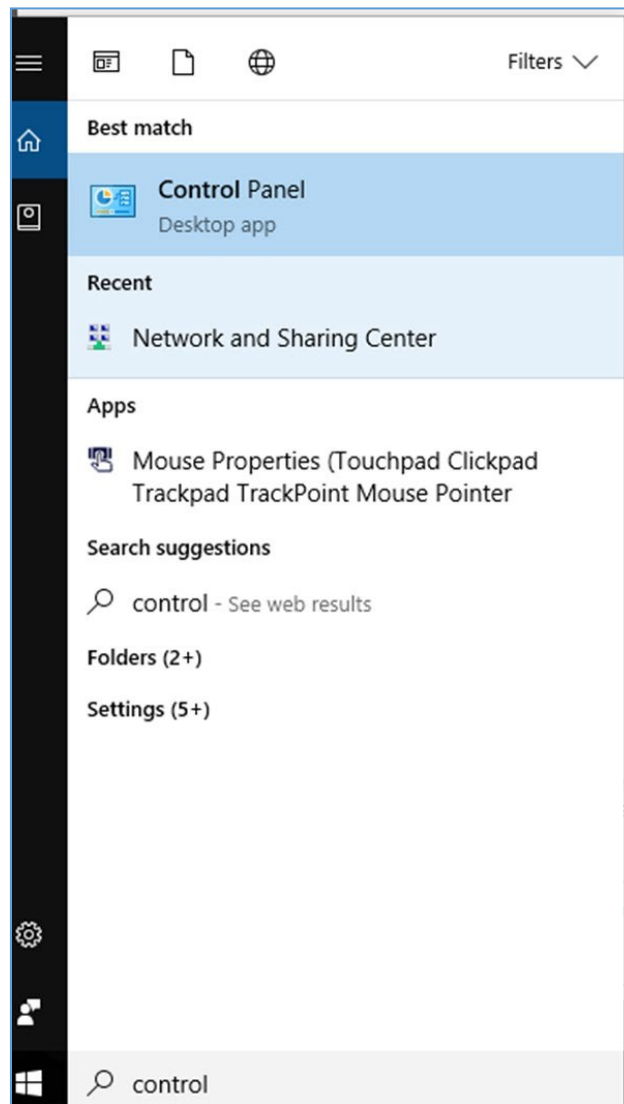 Filters
Best match
Control Panel
Desktop app
Recent
Network and Sharing Center
Apps
Mouse Properties (Touchpad Clickpad
Trackpad TrackPoint Mouse Pointer
Search suggestions
control - See web results
Folders (2+)
Settings (5+)
control